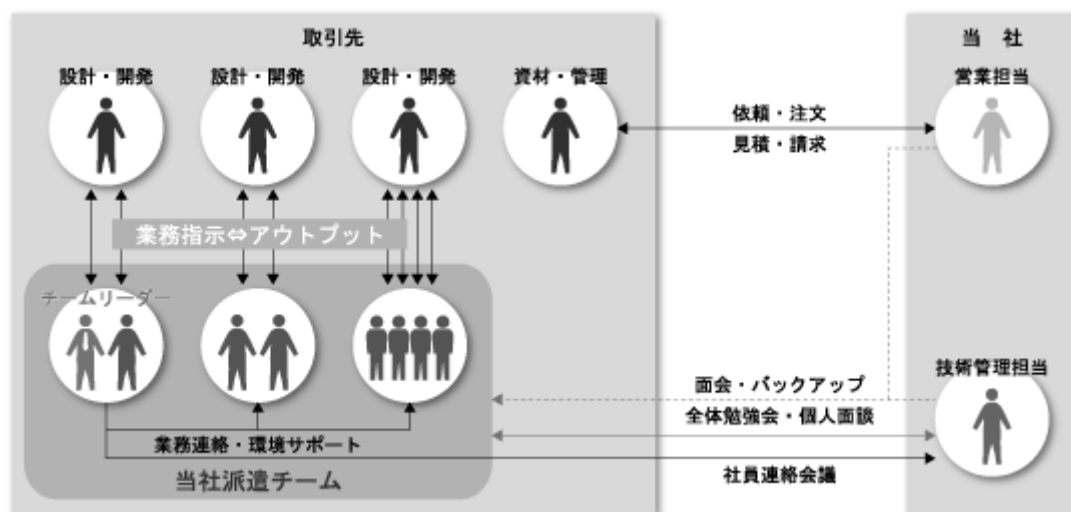 取引先
当　社
設計・開発
設計・開発
設計・開発
資材・管理
営業担当
依頼・注文
見積・請求
業務指示⇔アウトプット
チームリーダー
技術管理担当
面会・バックアップ
全体勉強会・個人面談
業務連絡・環境サポート
社員連絡会議
当社派遣チーム